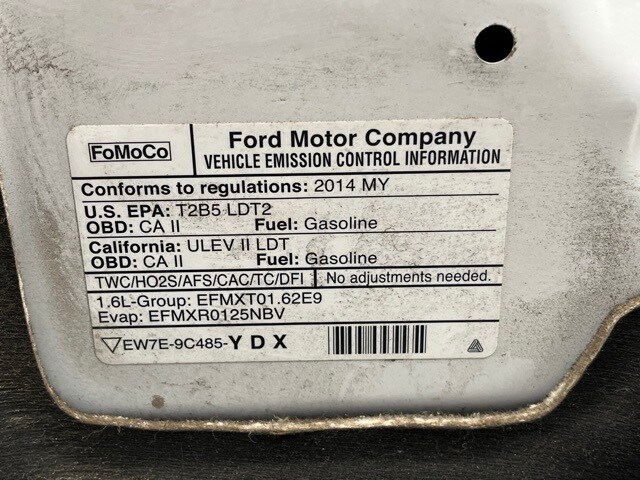 FoMoCo
Ford Motor Company
VEHICLE EMISSION CONTROL INFORMATION
Conforms to regulations: 2014 MY
U.S. EPA: T2B5 LDT2
OBD: CA II Fuel: Gasoline
California: ULEV II LDT
OBD: CA II Fuel: Gasoline
TWC/HO2S/AFS/CAC/TC/DFI No adjustments needed.
1.6L-Group: EFMXT01.62E9
Evap: EFMXR0125NBV
EW7E-9C485-YDX